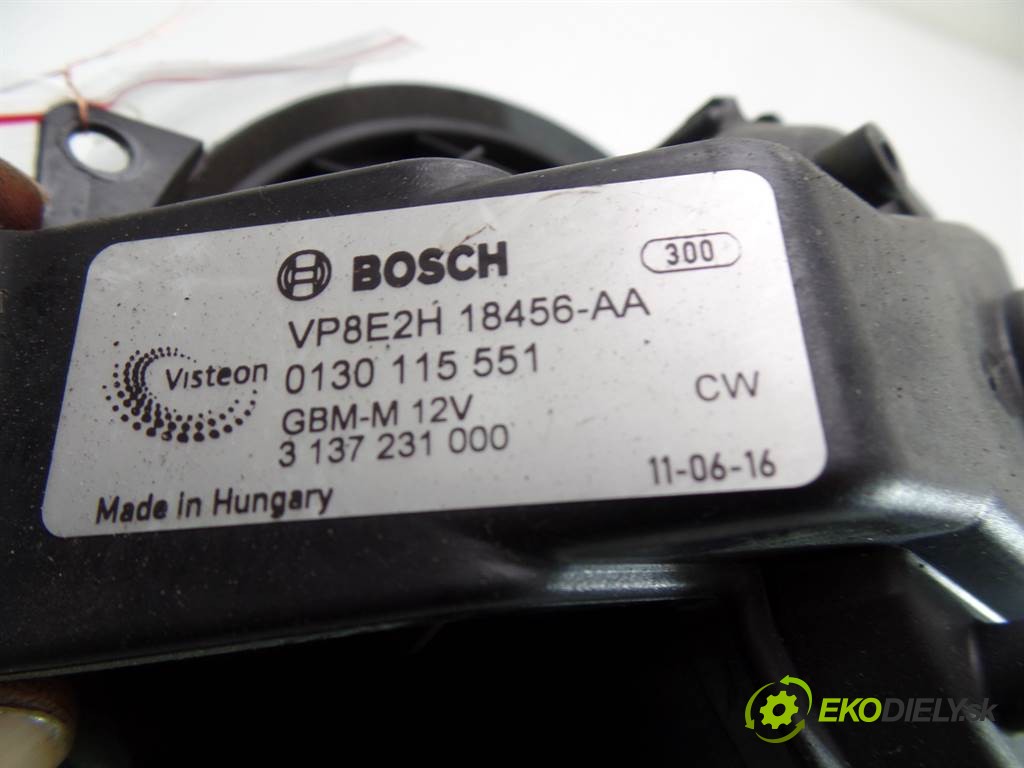 BOSCH
300
VP8E2H 18456-AA
Visteon
0130 115 551
CW
GBM-M 12V
3 137 231 000
11-06-16
Made in Hungary
EKODIELY.sk